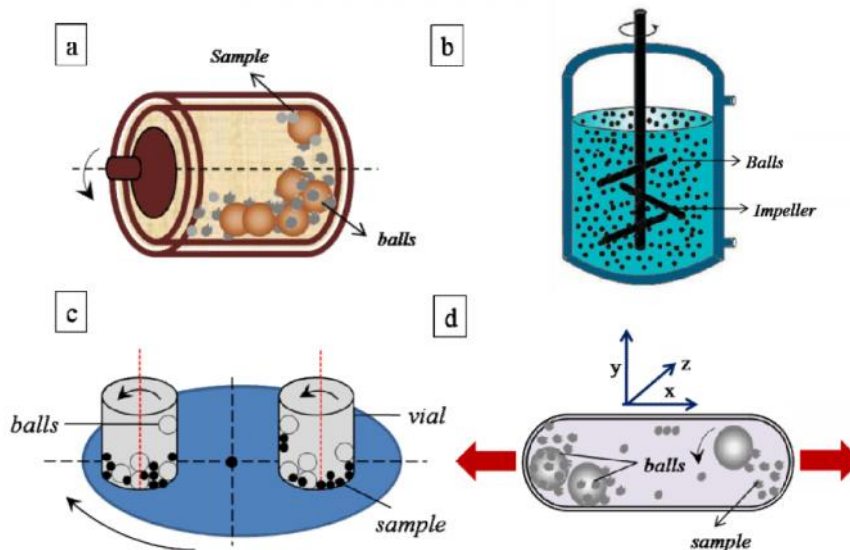 a
Sample
balls
b
Balls
Impeller
c
balls
vial
sample
d
y
z
x
balls
sample